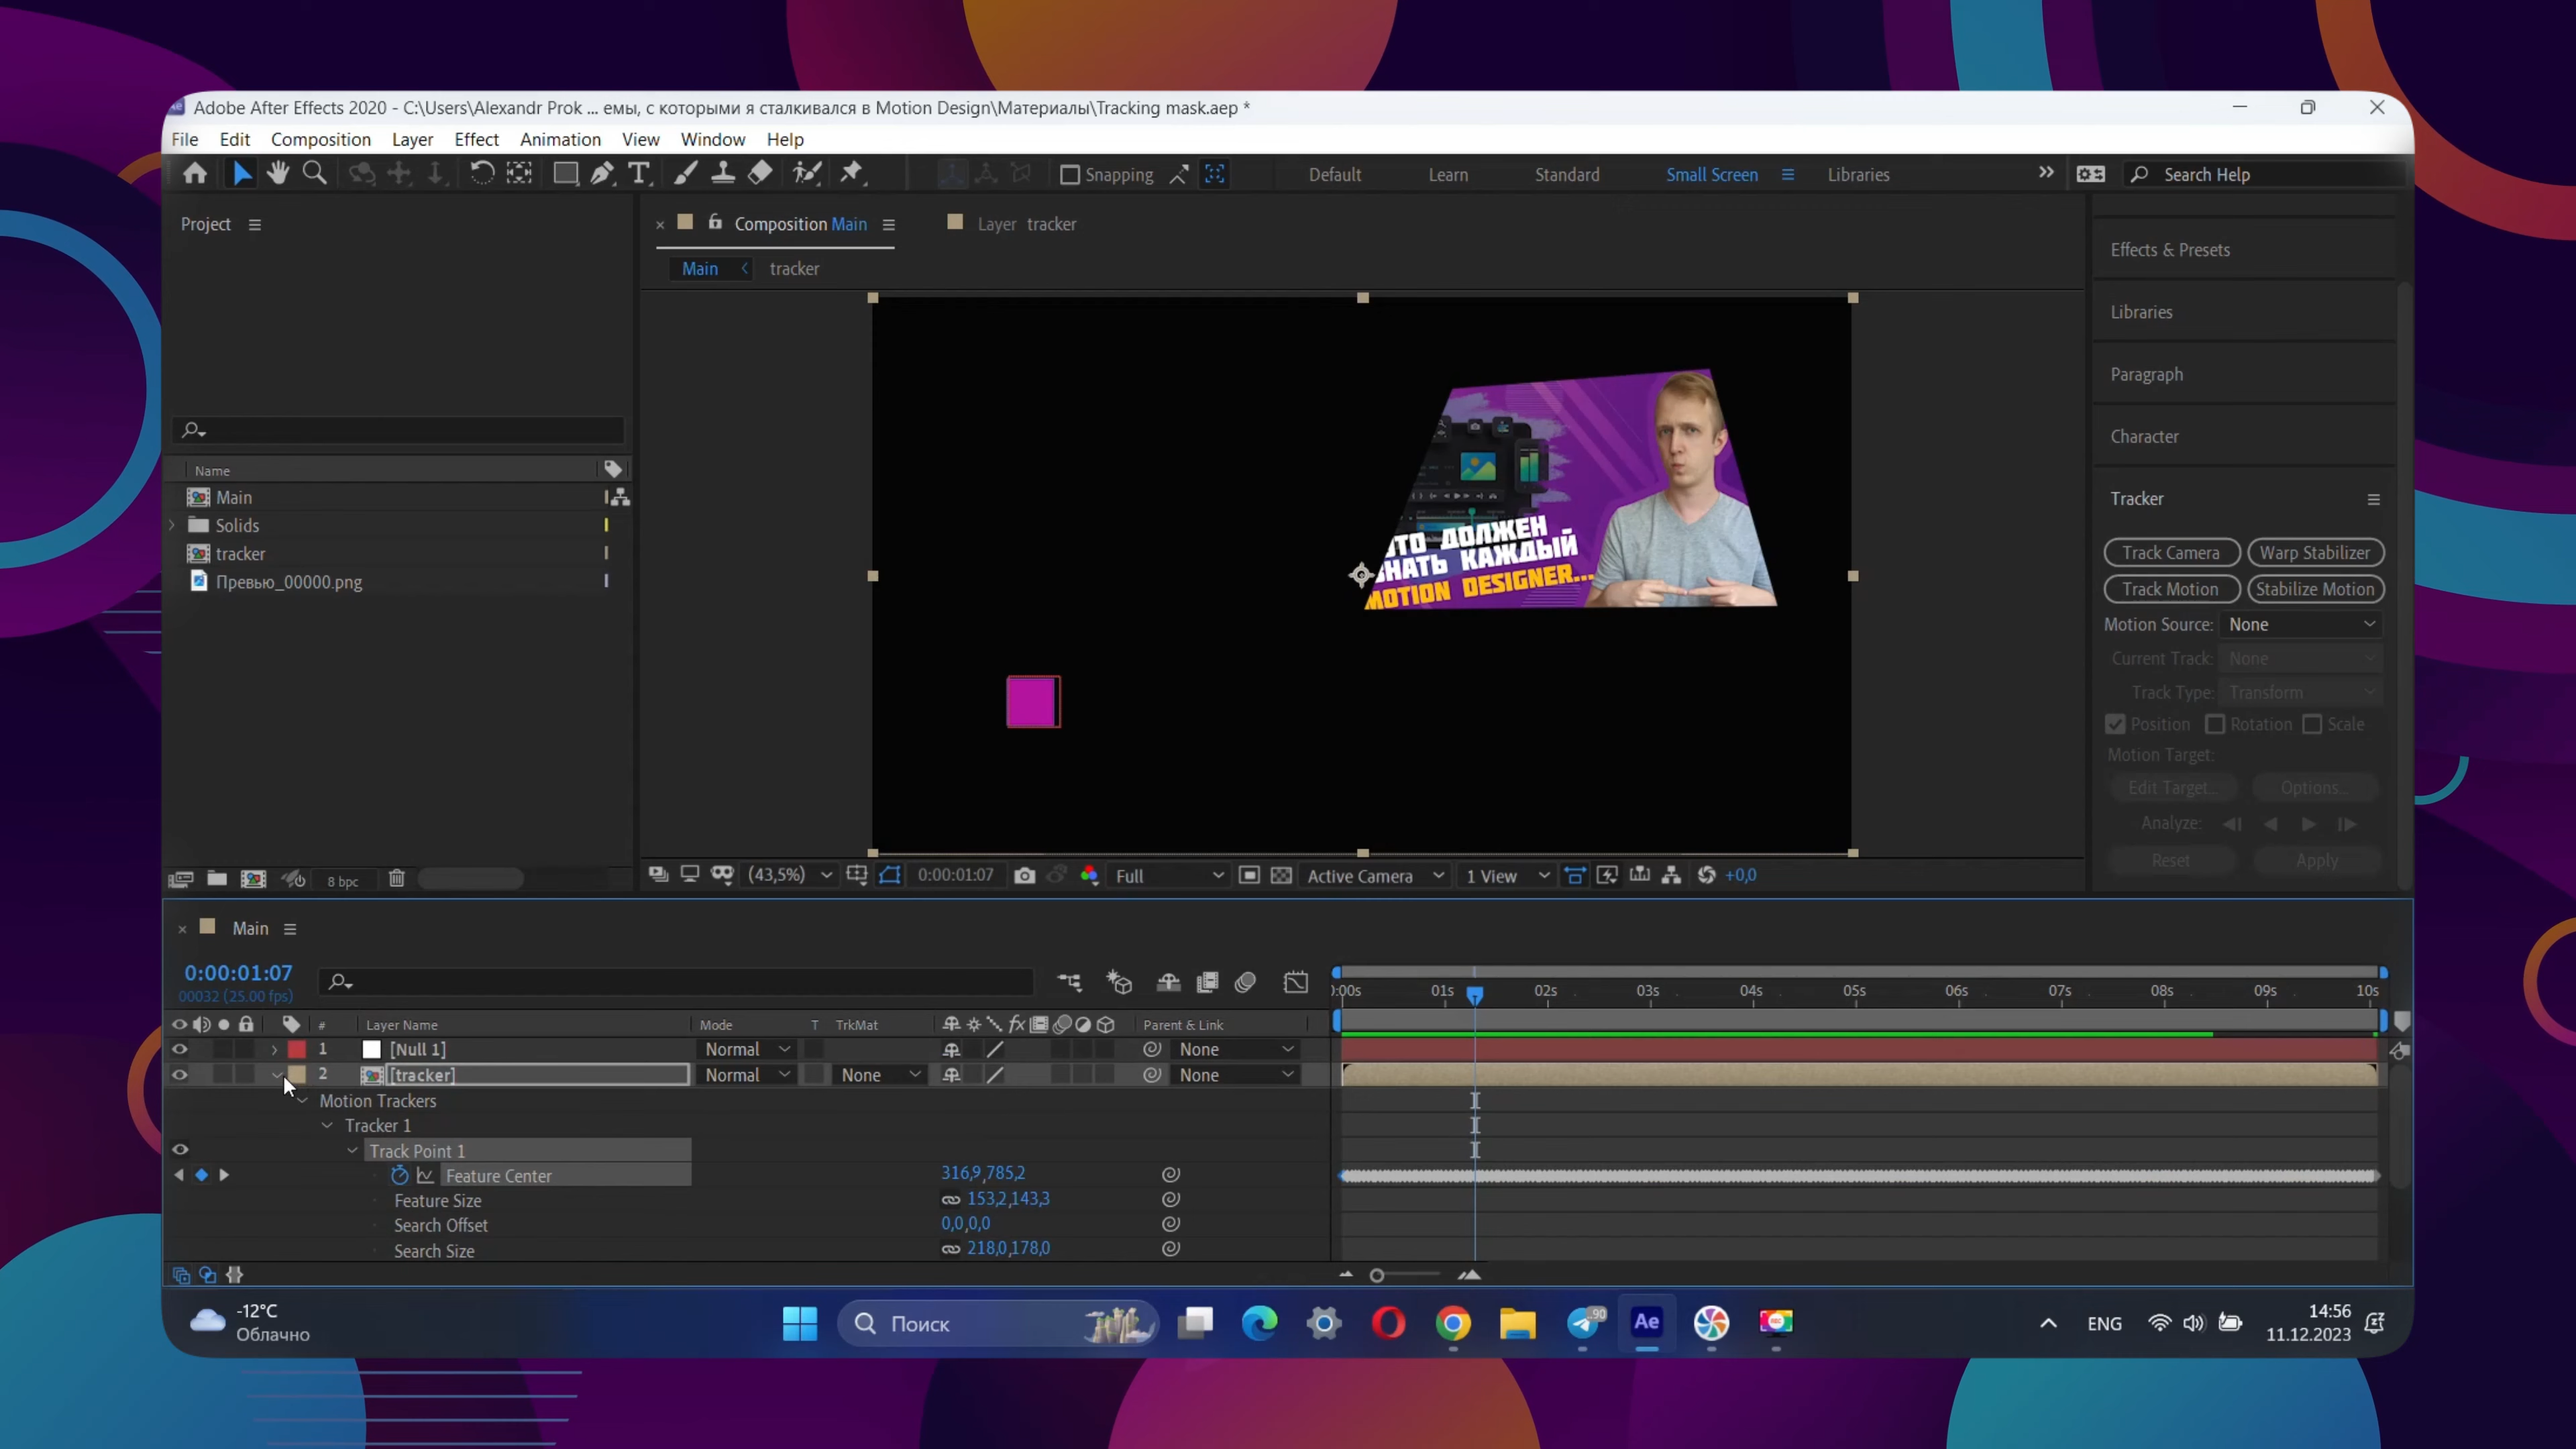 Adobe After Effects 2020 - C:\Users\Alexandr Prok ... емы, с которыми я сталкивался в Motion Design\Материалы\Tracking mask.aep *
File Edit Composition Layer Effect Animation View Window Help
Snapping Default Learn Standard Small Screen Libraries Search Help
Project
Composition Main
Layer tracker
Main tracker
Name
Main
Solids
tracker
Превью_00000.png
ДОЛЖЕН
КАЖДЫЙ
MOTION DESIGNER...
Effects & Presets
Libraries
Paragraph
Character
Tracker
Track Camera Warp Stabilizer
Track Motion Stabilize Motion
Motion Source: None
Current Track: None
Track Type: Transform
Position Rotation Scale
Motion Target:
Edit Target... Options...
Analyze:
Reset Apply
8 bpc
(43,5%) 0:00:01:07 Full Active Camera 1 View +0,0
Main
0:00:01:07
00032 (25.00 fps)
):00s 01s 02s 03s 04s 05s 06s 07s 08s 09s 10s
# Layer Name Mode T TrkMat fx Parent & Link
1 [Null 1] Normal None
2 [tracker] Normal None None
Motion Trackers
Tracker 1
Track Point 1
Feature Center 316,9,785,2
Feature Size 153,2,143,3
Search Offset 0,0,0,0
Search Size 218,0,178,0
-12°C
Облачно
Поиск
90
Ae
ENG
14:56
11.12.2023